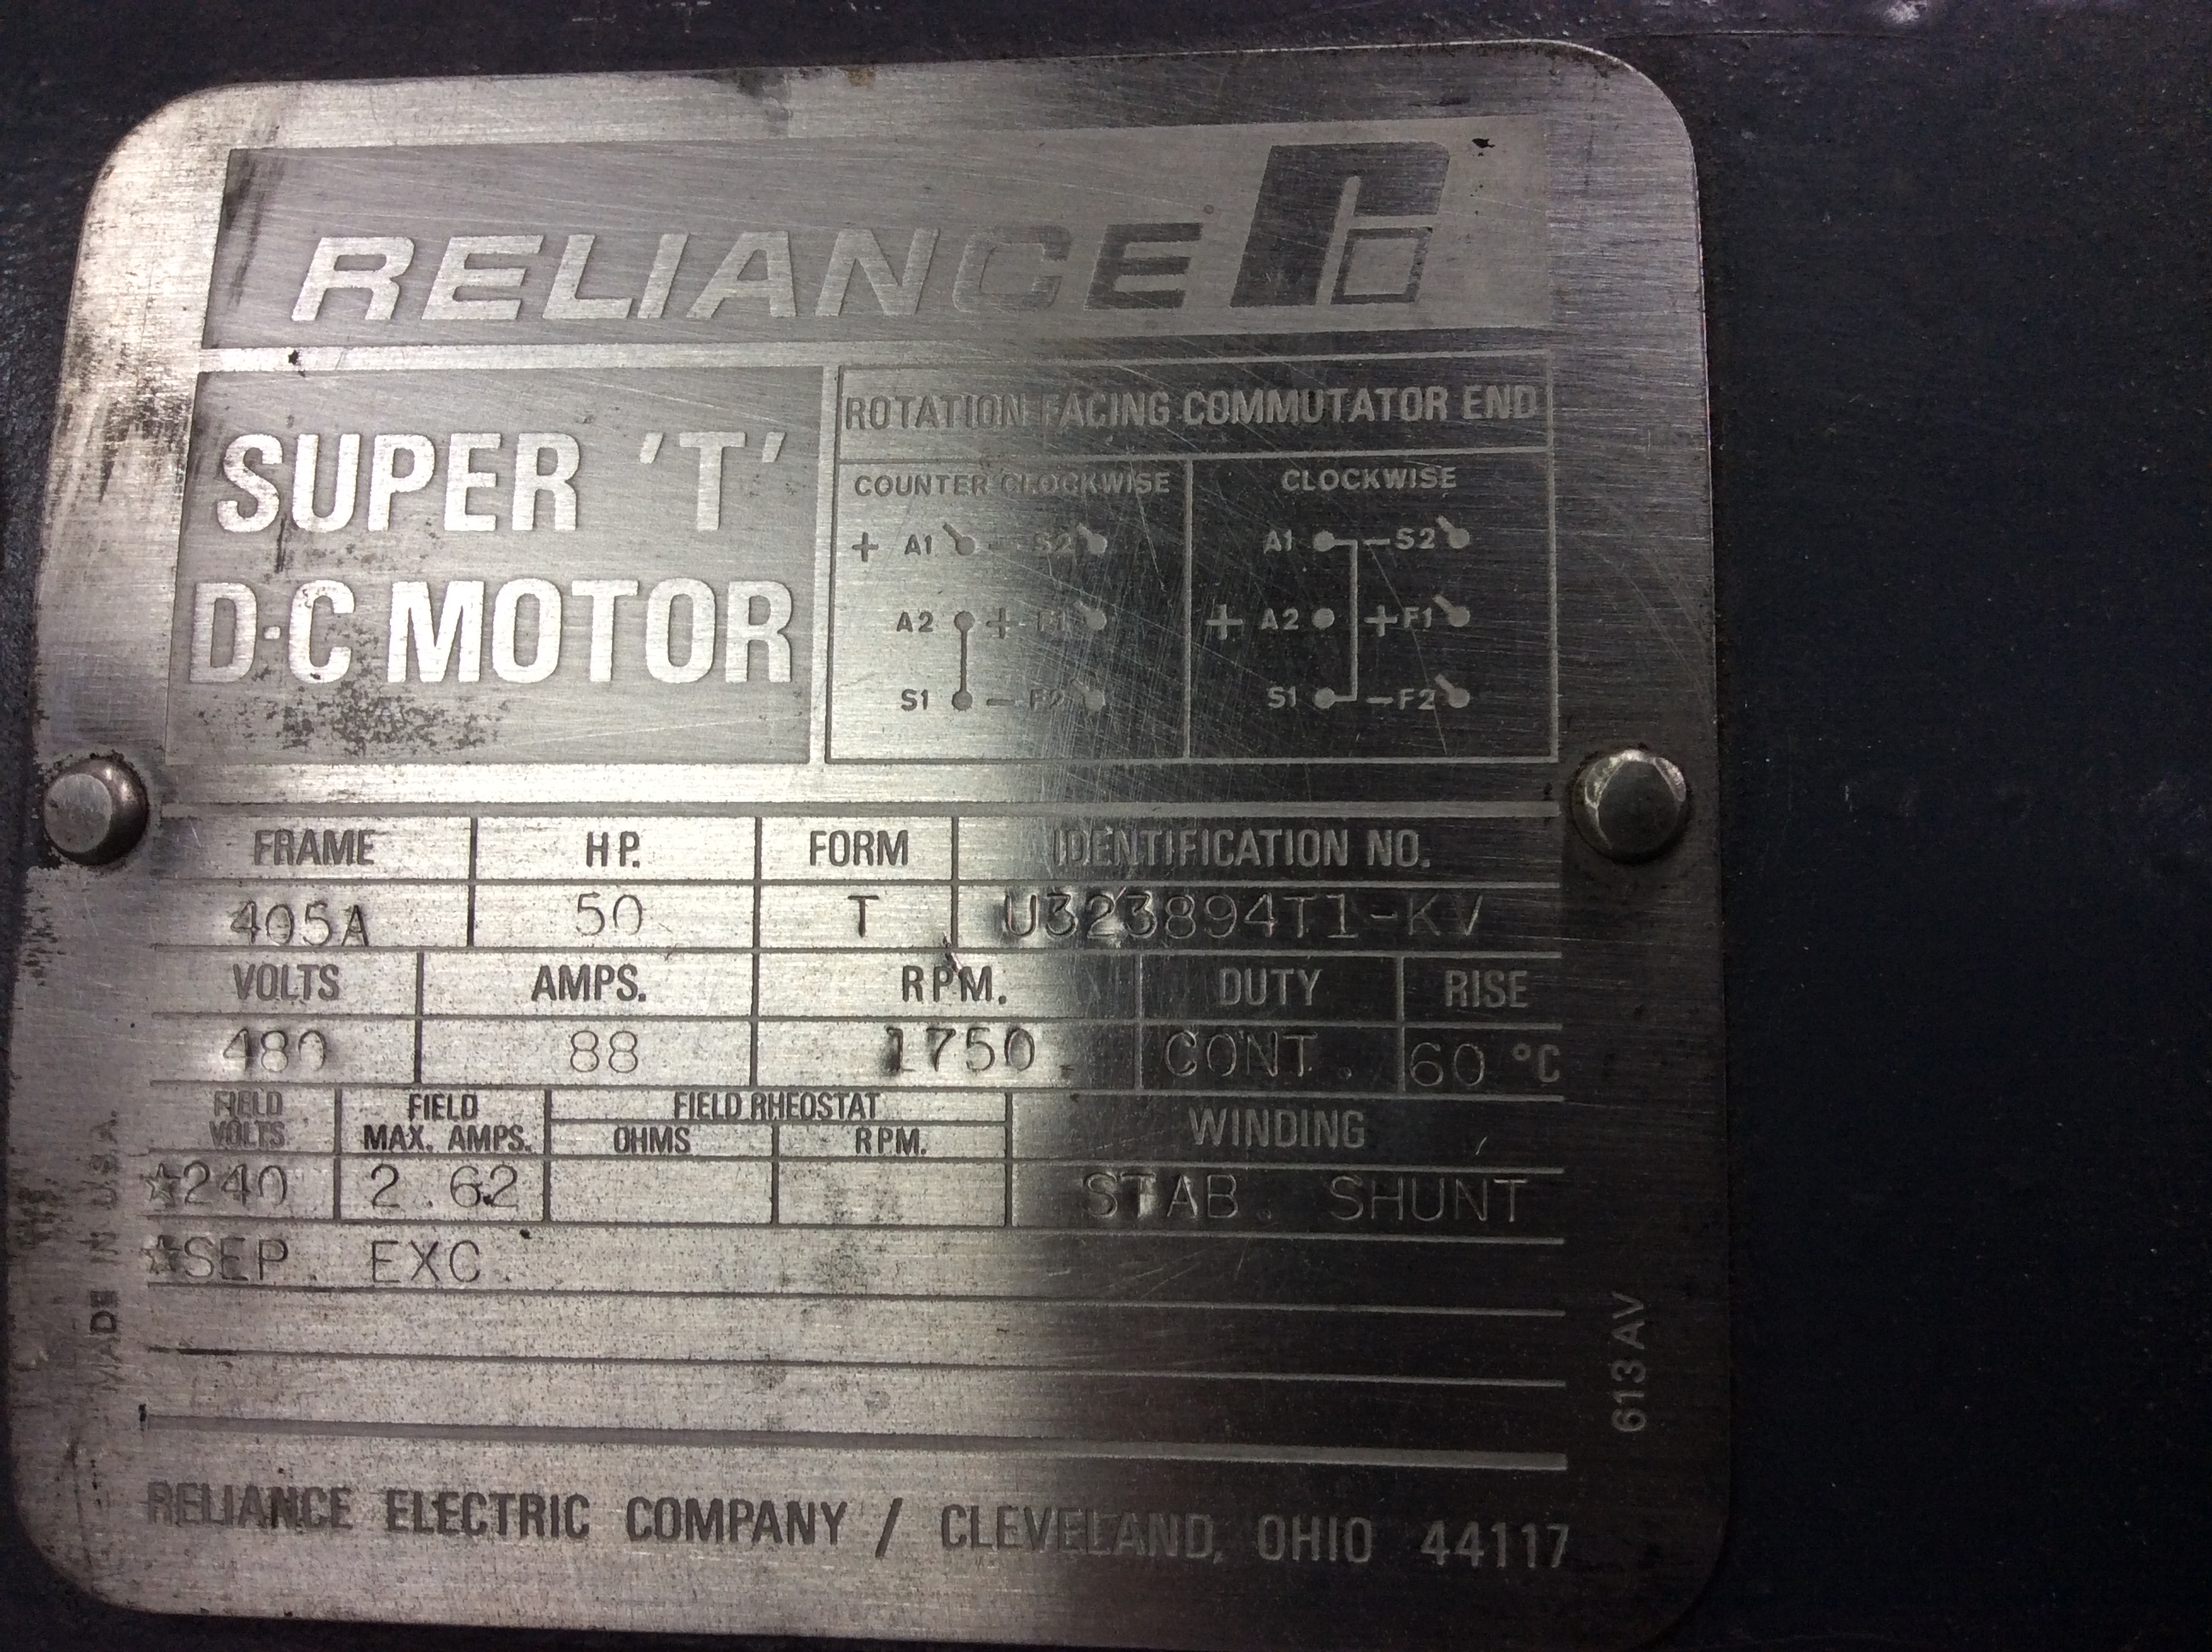 RELIANCE
SUPER 'T'
D·C MOTOR
ROTATION FACING COMMUTATOR END
COUNTER CLOCKWISE CLOCKWISE
+ A1 - S2 A1 - S2
A2 + F1 + A2 + F1
S1 - F2 S1 - F2
FRAME H.P. FORM IDENTIFICATION NO.
405A 50 T U323894T1-KV
VOLTS AMPS. R.P.M. DUTY RISE
480 88 1750 CONT. 60 °C
FIELD VOLTS FIELD MAX. AMPS. FIELD RHEOSTAT WINDING
OHMS R.P.M.
☆240 2.62 STAB. SHUNT
☆SEP. EXC.
MADE IN U.S.A.
613 AV
RELIANCE ELECTRIC COMPANY / CLEVELAND, OHIO 44117